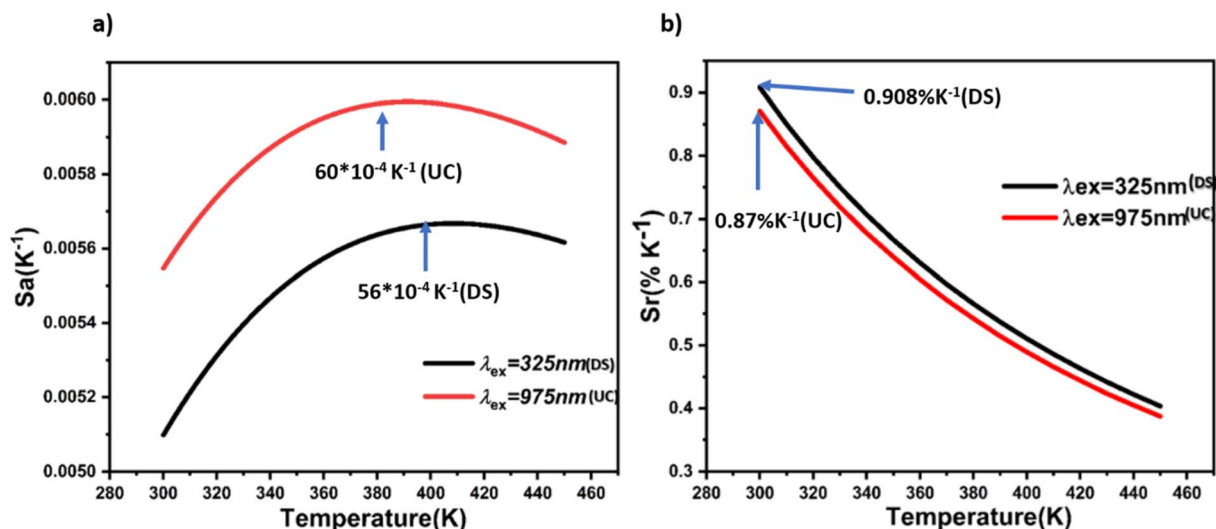 a)
Sa(K-1)
0.0060
0.0058
0.0056
0.0054
0.0052
0.0050
60*10-4 K-1 (UC)
56*10-4 K-1(DS)
λex=325nm(DS)
λex=975nm(UC)
280 300 320 340 360 380 400 420 440 460
Temperature(K)
b)
Sr(% K-1)
0.9
0.8
0.7
0.6
0.5
0.4
0.3
0.908%K-1(DS)
0.87%K-1(UC)
λex=325nm(DS)
λex=975nm(UC)
280 300 320 340 360 380 400 420 440 460
Temperature(K)